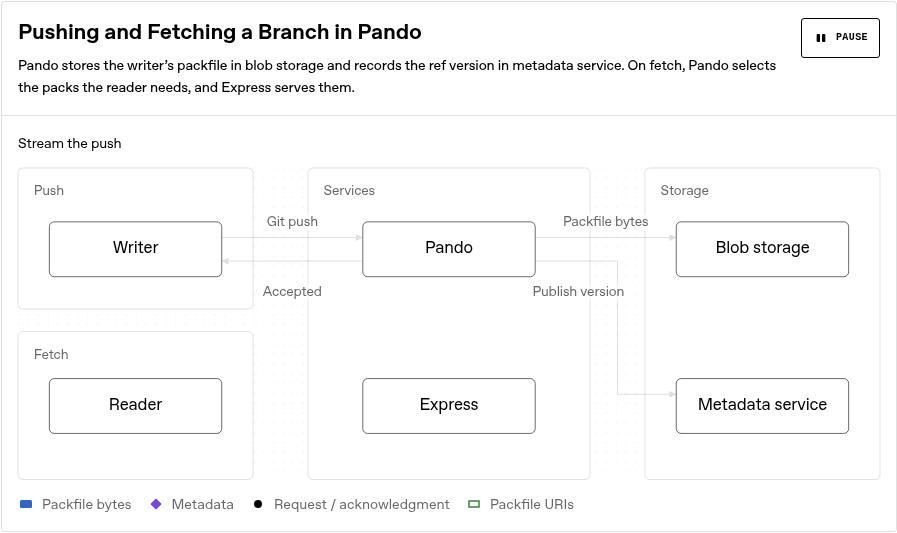 Pushing and Fetching a Branch in Pando
PAUSE
Pando stores the writer’s packfile in blob storage and records the ref version in metadata service. On fetch, Pando selects
the packs the reader needs, and Express serves them.
Stream the push
Push
Services
Storage
Git push
Packfile bytes
Writer
Pando
Blob storage
Accepted
Publish version
Fetch
Reader
Express
Metadata service
Packfile bytes
Metadata
Request / acknowledgment
Packfile URIs